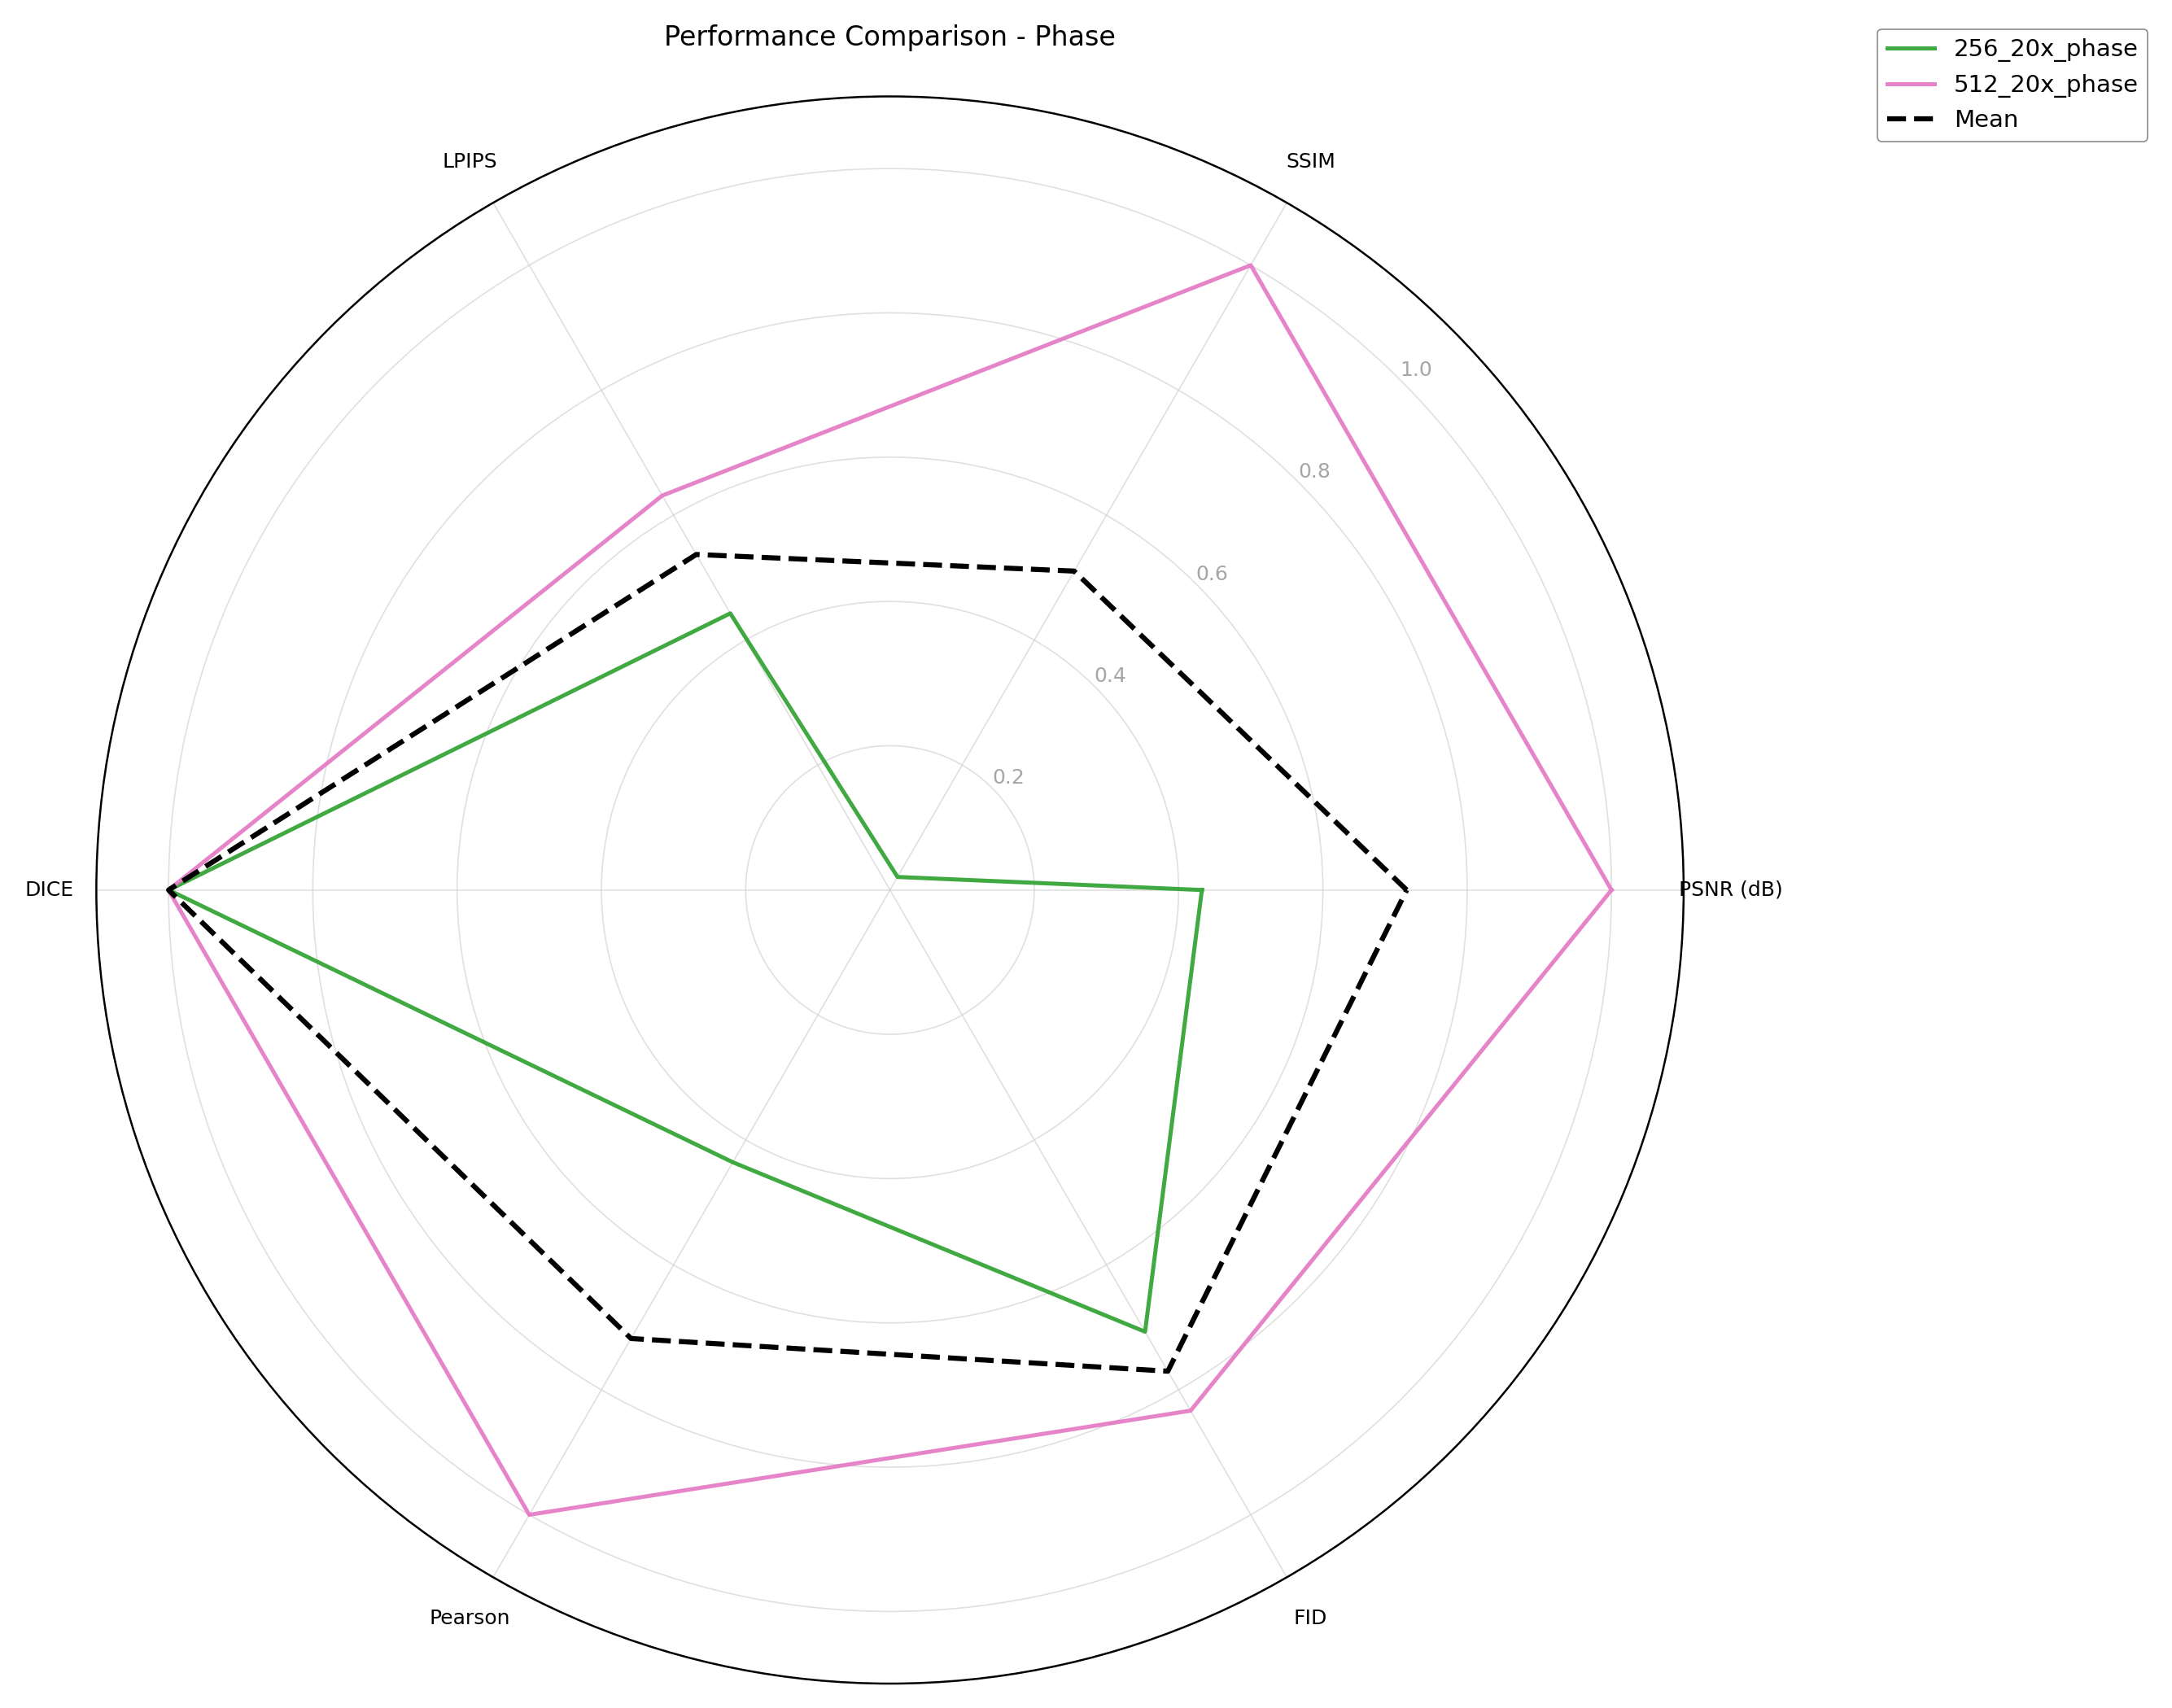 Performance Comparison - Phase
256_20x_phase
512_20x_phase
Mean
LPIPS
SSIM
1.0
0.8
0.6
0.4
0.2
DICE
PSNR (dB)
Pearson
FID